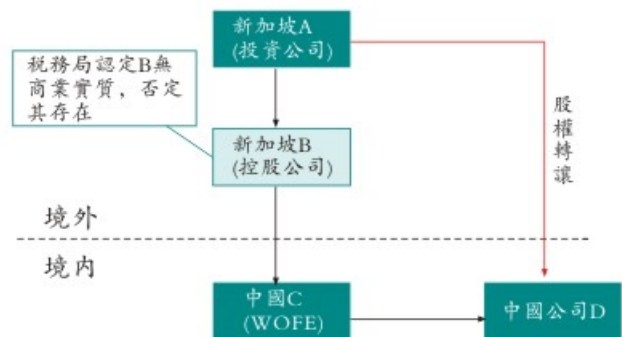 新加坡A
(投資公司)
税務局認定B無
商業實質，否定
其存在
新加坡B
(控股公司)
股權轉讓
境外
境内
中國C
(WOFE)
中國公司D